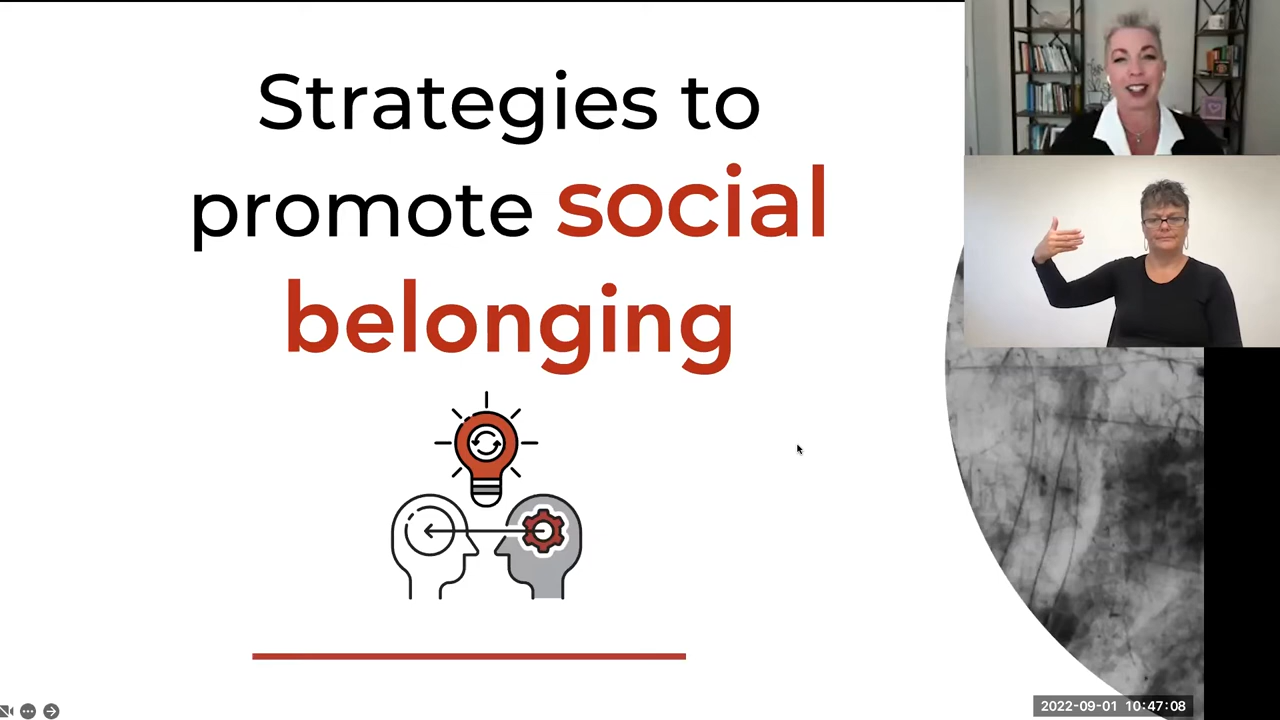 Strategies to
promote social
belonging
2022-09-01 10:47:08